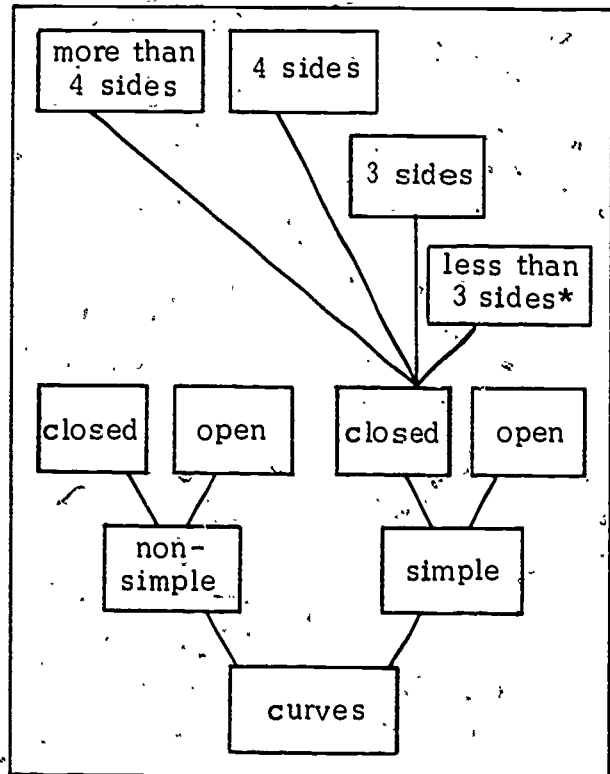 more than
4 sides
4 sides
3 sides
less than
3 sides*
closed
open
closed
open
non-
simple
simple
curves